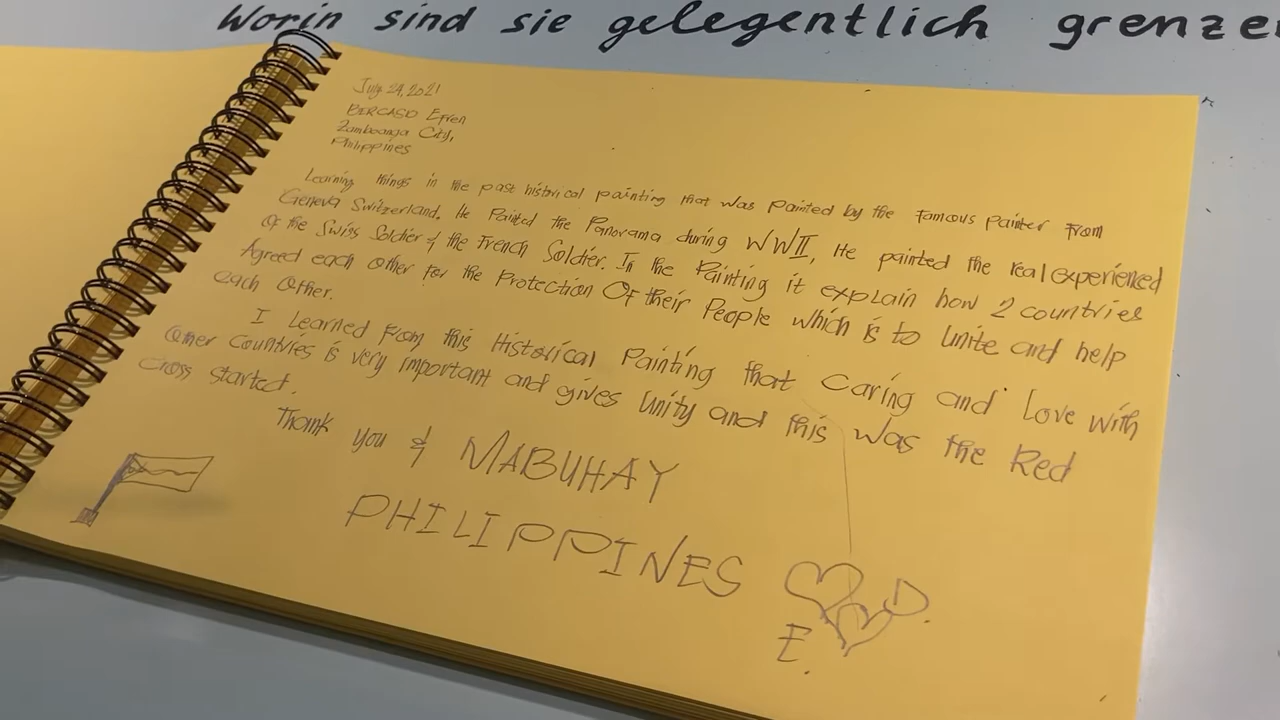 Worin sind sie gelegentlich
July 24, 2021
BERCASIO Efren
Zamboanga City,
Philippines
Learning things in the past historical painting that was painted by the famous painter from
Geneva Switzerland. He Painted the Panorama during WWII, He painted the real experienced
Of the Swiss Soldier & the French Soldier. In the Painting it explain how 2 countries
Agreed each other for the Protection Of their People which is to Unite and help
each Other.
I Learned from this Historical Painting that Caring and Love with
Other Countries is very important and gives Unity and this was the Red
Cross started.
Thank you & MABUHAY
PHILIPPINES
D.
E.